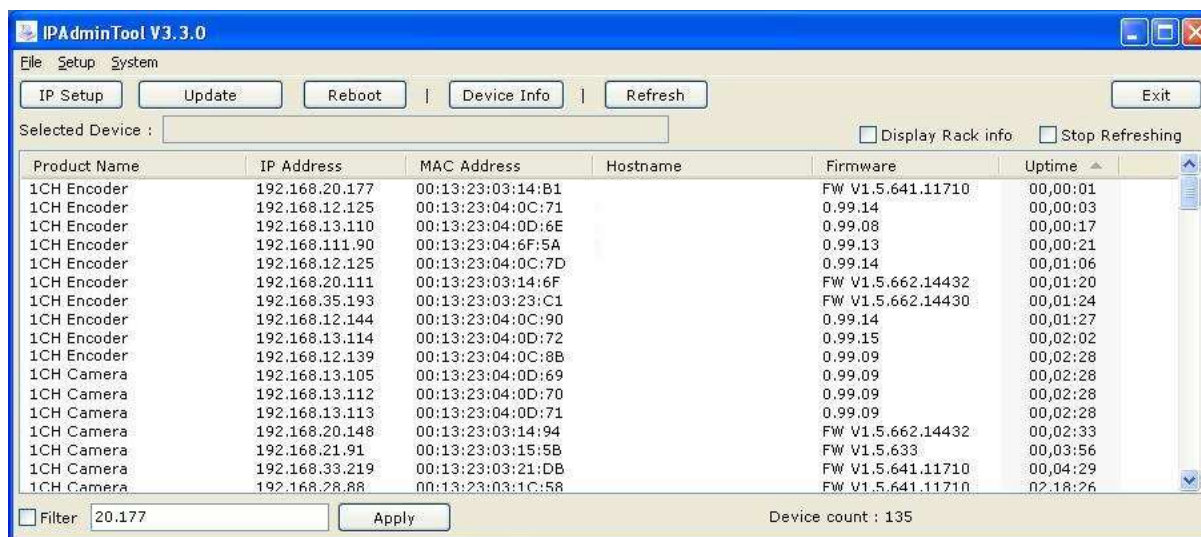 IPAdminTool V3.3.0
File Setup System
IP Setup Update Reboot | Device Info | Refresh Exit
Selected Device : Display Rack info Stop Refreshing
Product Name IP Address MAC Address Hostname Firmware Uptime
1CH Encoder 192.168.20.177 00:13:23:03:14:B1 FW V1.5.641.11710 00,00:01
1CH Encoder 192.168.12.125 00:13:23:04:0C:71 0.99.14 00,00:03
1CH Encoder 192.168.13.110 00:13:23:04:0D:6E 0.99.08 00,00:17
1CH Encoder 192.168.111.90 00:13:23:04:6F:5A 0.99.13 00,00:21
1CH Encoder 192.168.12.125 00:13:23:04:0C:7D 0.99.14 00,01:06
1CH Encoder 192.168.20.111 00:13:23:03:14:6F FW V1.5.662.14432 00,01:20
1CH Encoder 192.168.35.193 00:13:23:03:23:C1 FW V1.5.662.14430 00,01:24
1CH Encoder 192.168.12.144 00:13:23:04:0C:90 0.99.14 00,01:27
1CH Encoder 192.168.13.114 00:13:23:04:0D:72 0.99.15 00,02:02
1CH Encoder 192.168.12.139 00:13:23:04:0C:8B 0.99.09 00,02:28
1CH Camera 192.168.13.105 00:13:23:04:0D:69 0.99.09 00,02:28
1CH Camera 192.168.13.112 00:13:23:04:0D:70 0.99.09 00,02:28
1CH Camera 192.168.13.113 00:13:23:04:0D:71 0.99.09 00,02:28
1CH Camera 192.168.20.148 00:13:23:03:14:94 FW V1.5.662.14432 00,02:33
1CH Camera 192.168.21.91 00:13:23:03:15:5B FW V1.5.633 00,03:56
1CH Camera 192.168.33.219 00:13:23:03:21:DB FW V1.5.641.11710 00,04:29
1CH Camera 192.168.28.88 00:13:23:03:1C:58 FW V1.5.641.11710 02,18:26
Filter 20.177 Apply Device count : 135